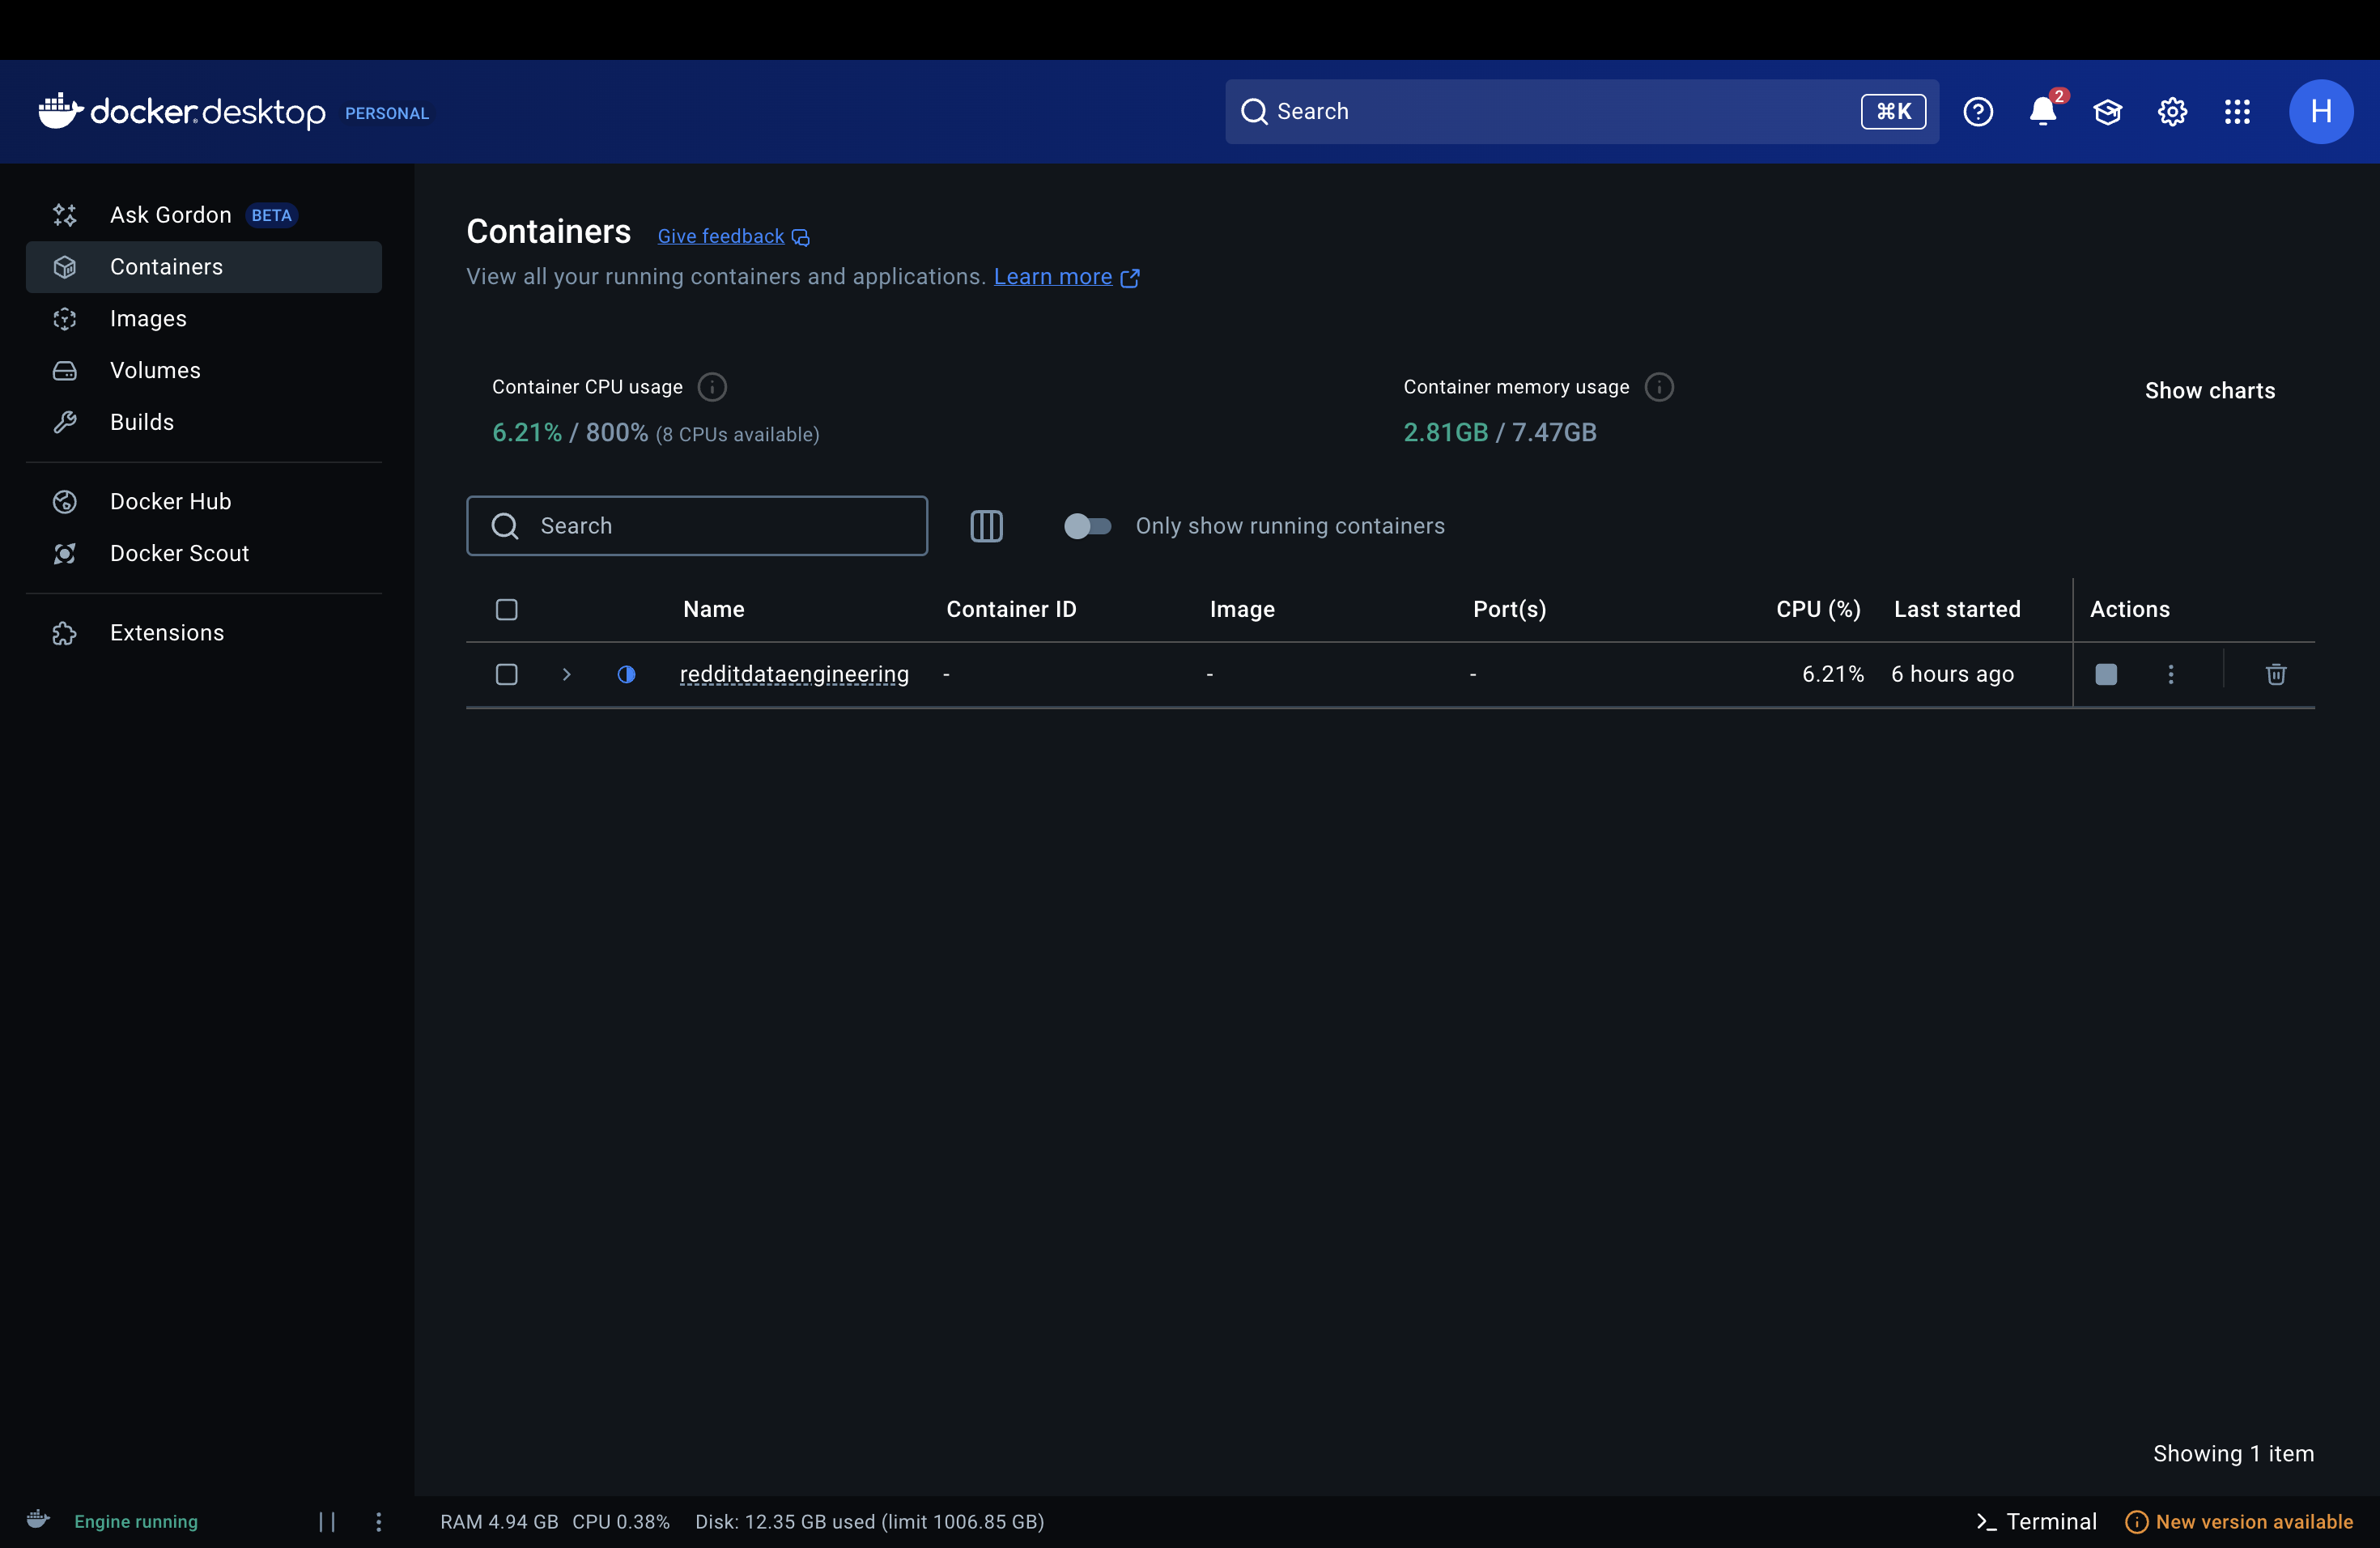 docker.desktop PERSONAL
Search ⌘K
2
H
Ask Gordon BETA
Containers
Images
Volumes
Builds
Docker Hub
Docker Scout
Extensions
Containers Give feedback
View all your running containers and applications. Learn more
Container CPU usage
6.21% / 800% (8 CPUs available)
Container memory usage
2.81GB / 7.47GB
Show charts
Search
Only show running containers
Name Container ID Image Port(s) CPU (%) Last started Actions
redditdataengineering - - - 6.21% 6 hours ago
Showing 1 item
Engine running
RAM 4.94 GB CPU 0.38% Disk: 12.35 GB used (limit 1006.85 GB)
Terminal
New version available